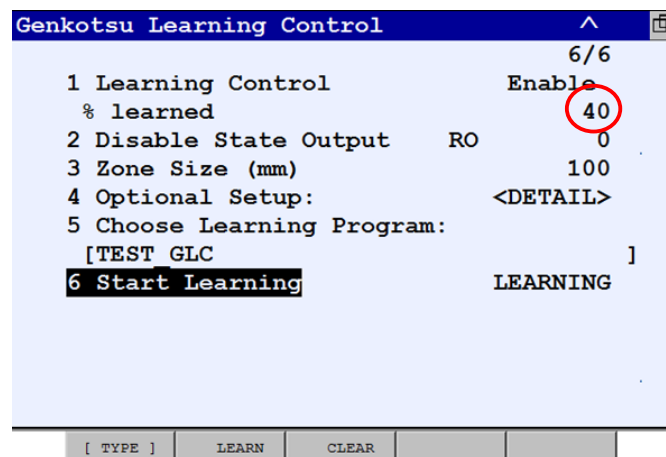 Genkotsu Learning Control ^
6/6
1 Learning Control Enable
% learned 40
2 Disable State Output RO 0
3 Zone Size (mm) 100
4 Optional Setup: <DETAIL>
5 Choose Learning Program:
[TEST_GLC ]
6 Start Learning LEARNING
[ TYPE ] LEARN CLEAR